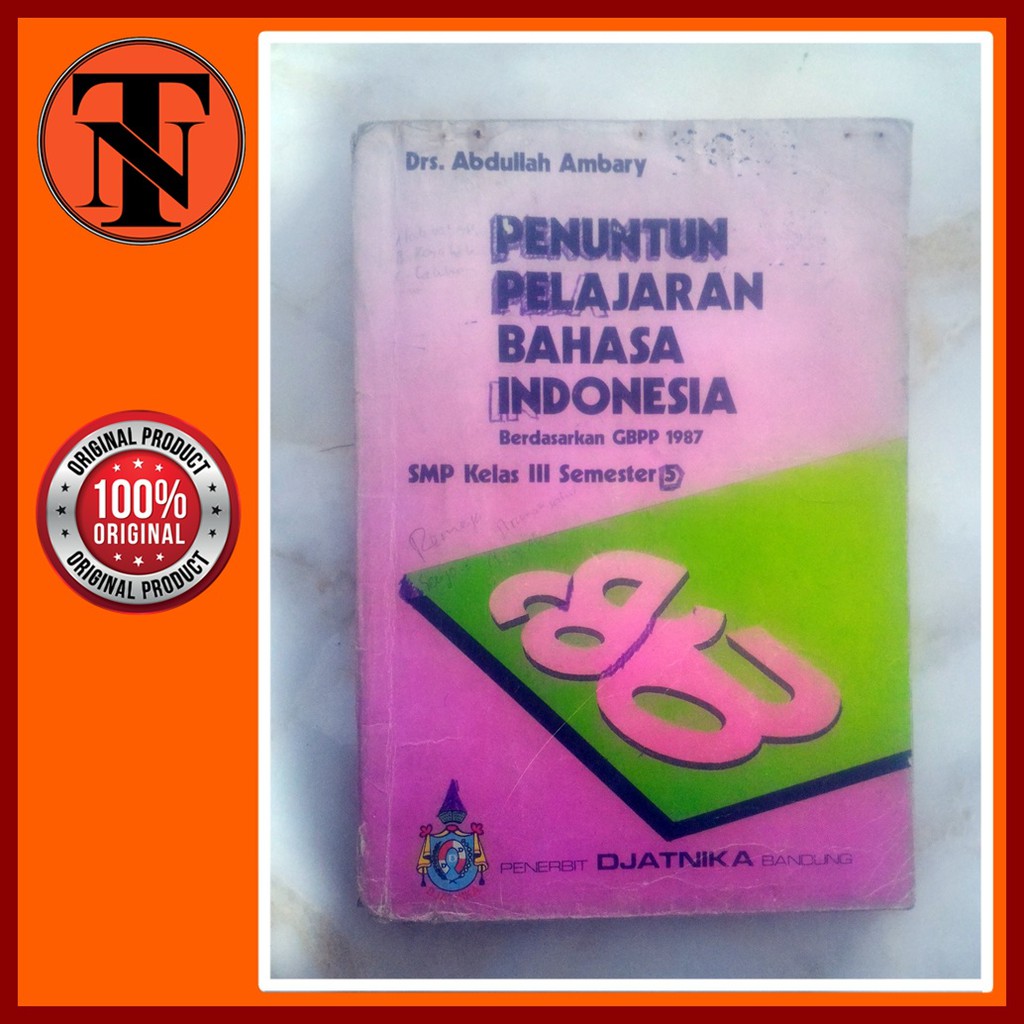 TN
ORIGINAL PRODUCT
100%
ORIGINAL
ORIGINAL PRODUCT
Drs. Abdullah Ambary
PENUNTUN
PELAJARAN
BAHASA
INDONESIA
Berdasarkan GBPP 1987
SMP Kelas III Semester 5
PENERBIT DJATNIKA BANDUNG